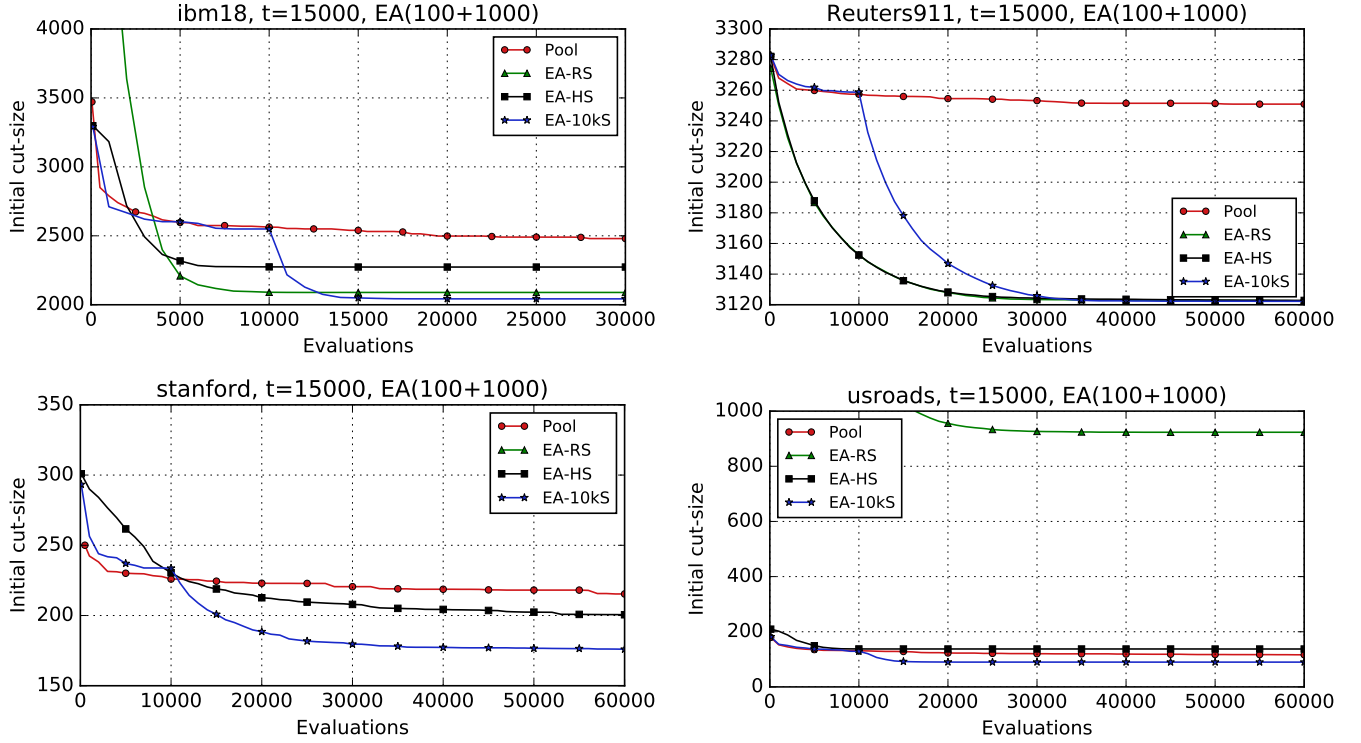 ibm18, t=15000, EA(100+1000)
Initial cut-size
4000
3500
3000
2500
2000
0 5000 10000 15000 20000 25000 30000
Evaluations
Pool
EA-RS
EA-HS
EA-10kS
Reuters911, t=15000, EA(100+1000)
Initial cut-size
3300
3280
3260
3240
3220
3200
3180
3160
3140
3120
0 10000 20000 30000 40000 50000 60000
Evaluations
Pool
EA-RS
EA-HS
EA-10kS
stanford, t=15000, EA(100+1000)
Initial cut-size
350
300
250
200
150
0 10000 20000 30000 40000 50000 60000
Evaluations
Pool
EA-RS
EA-HS
EA-10kS
usroads, t=15000, EA(100+1000)
Initial cut-size
1000
800
600
400
200
0
0 10000 20000 30000 40000 50000 60000
Evaluations
Pool
EA-RS
EA-HS
EA-10kS